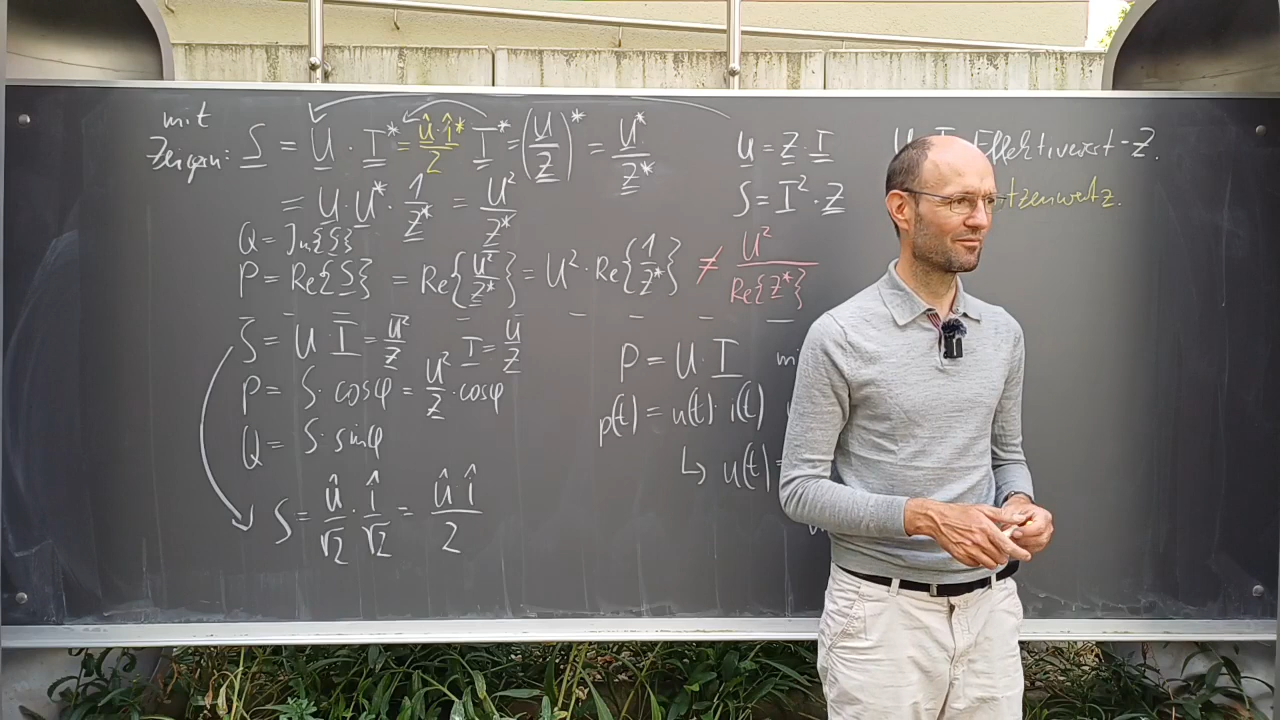 mit
Zeigern: S = U · I* = û·î*/2 I* = (U/Z)* = U*/Z*
= U · U* · 1/Z* = U²/Z*
Q = Im{S}
P = Re{S} = Re{U²/Z*} = U² · Re{1/Z*} ≠ U²/Re{Z*}
S = U I = U²/Z I = U/Z
P = S · cosφ = U²/Z · cosφ
Q = S · sinφ
S = û/√2 · î/√2 = û î/2
U = Z · I
S = I² · Z
Effektivwert-Z.
P = U · I
p(t) = u(t) · i(t)
↳ u(t) =